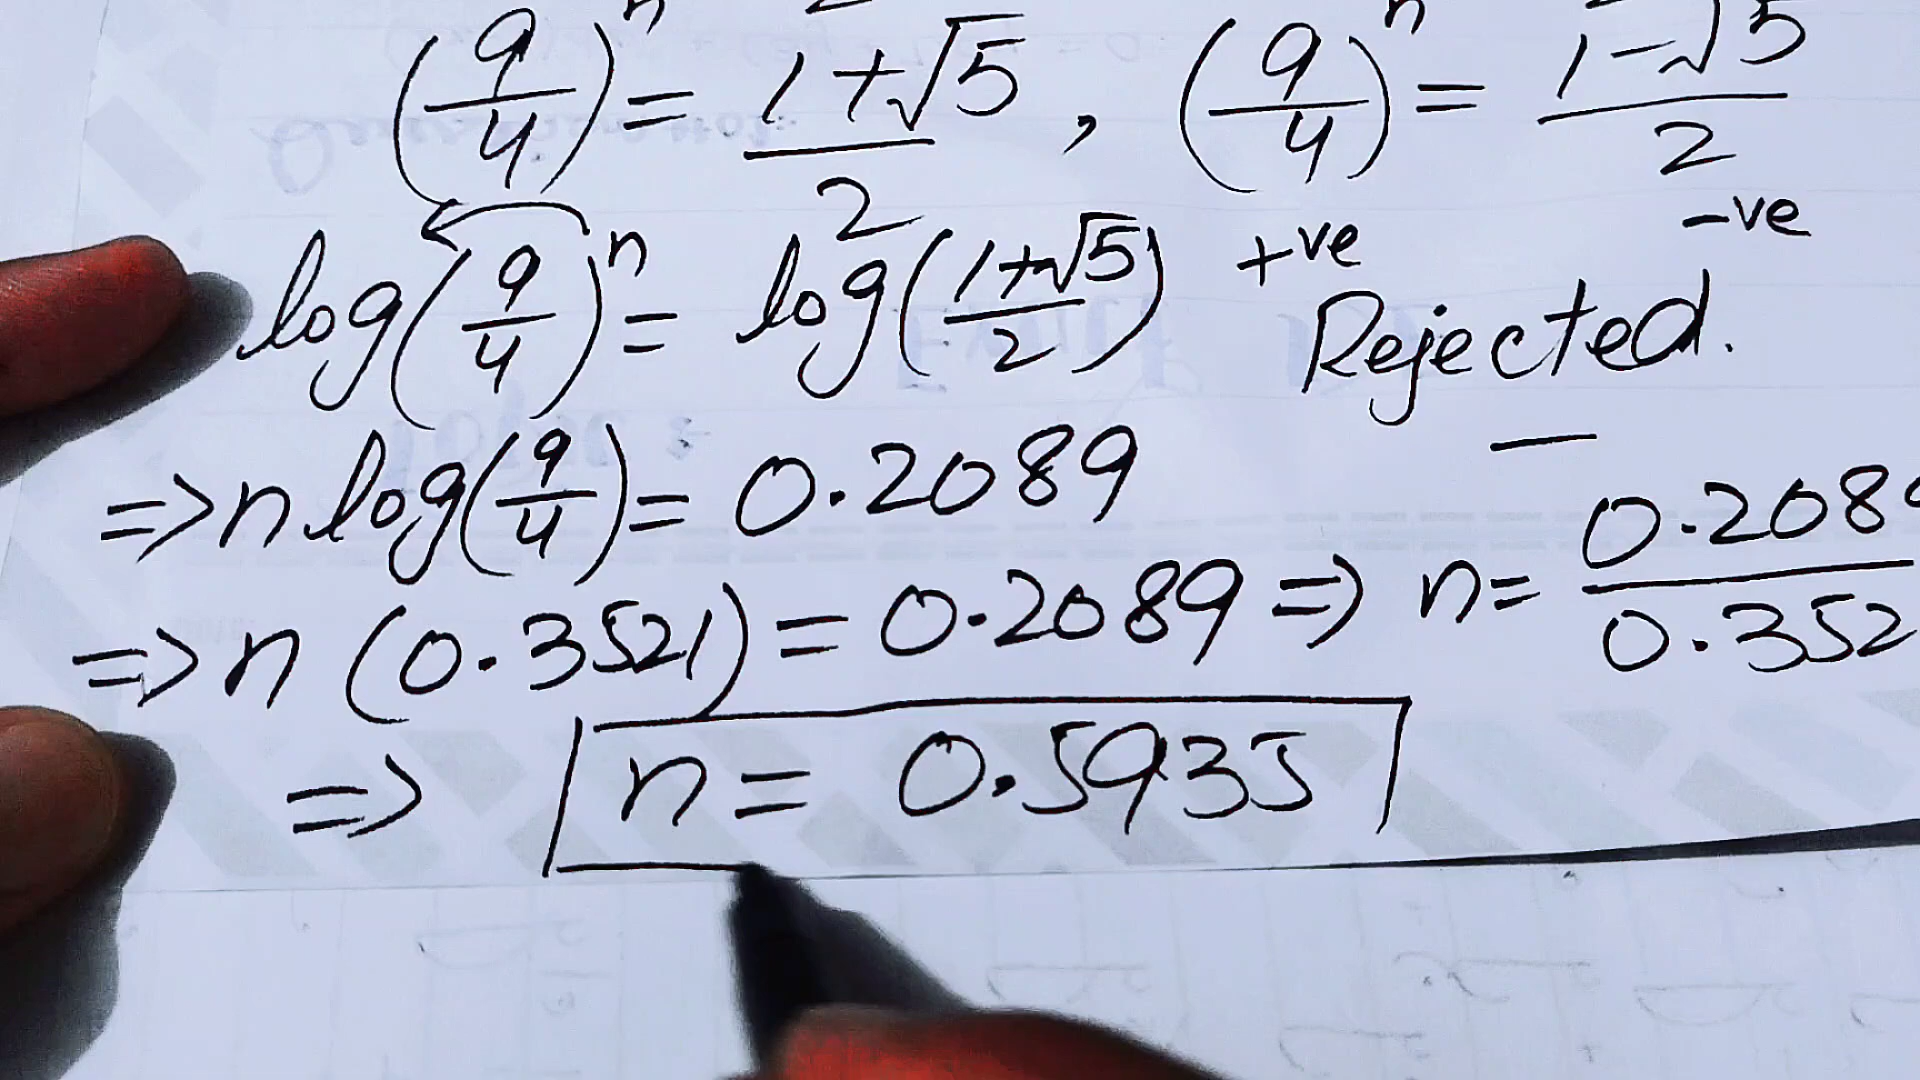 (9/4)^n = (1+√5)/2 , (9/4)^n = (1-√5)/2
+ve -ve
log(9/4)^n = log((1+√5)/2) Rejected.
=> n log(9/4) = 0.2089
=> n (0.3521) = 0.2089 => n = 0.208/0.352
=> n = 0.5935